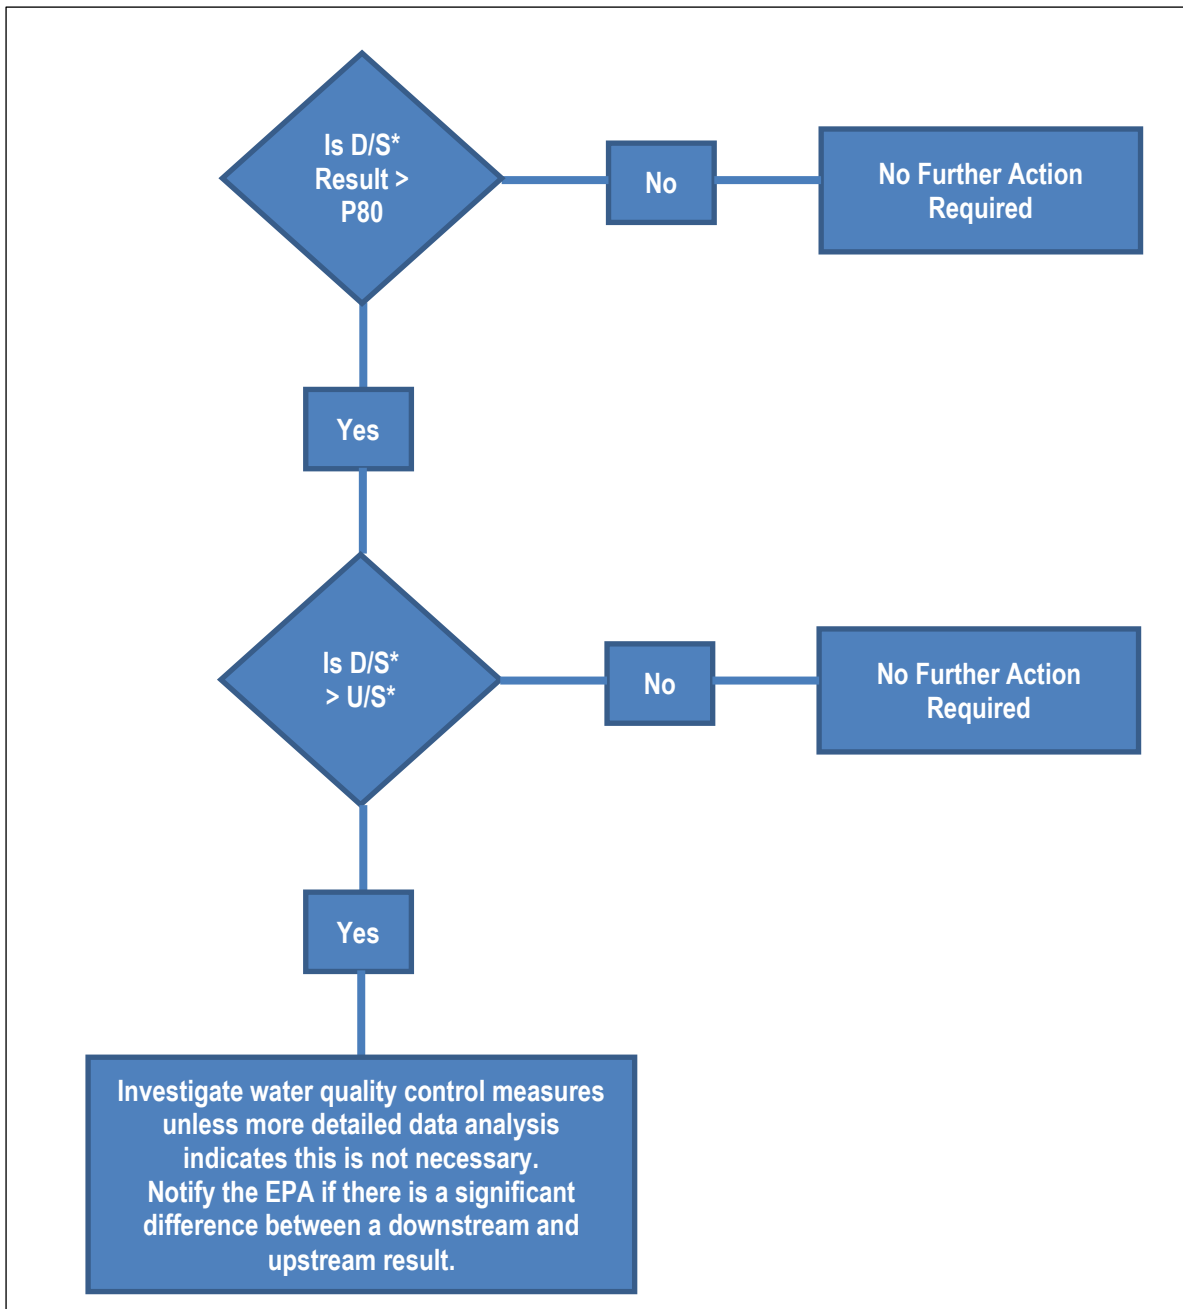 Is D/S*
Result >
P80
No
No Further Action
Required
Yes
Is D/S*
> U/S*
No
No Further Action
Required
Yes
Investigate water quality control measures
unless more detailed data analysis
indicates this is not necessary.
Notify the EPA if there is a significant
difference between a downstream and
upstream result.